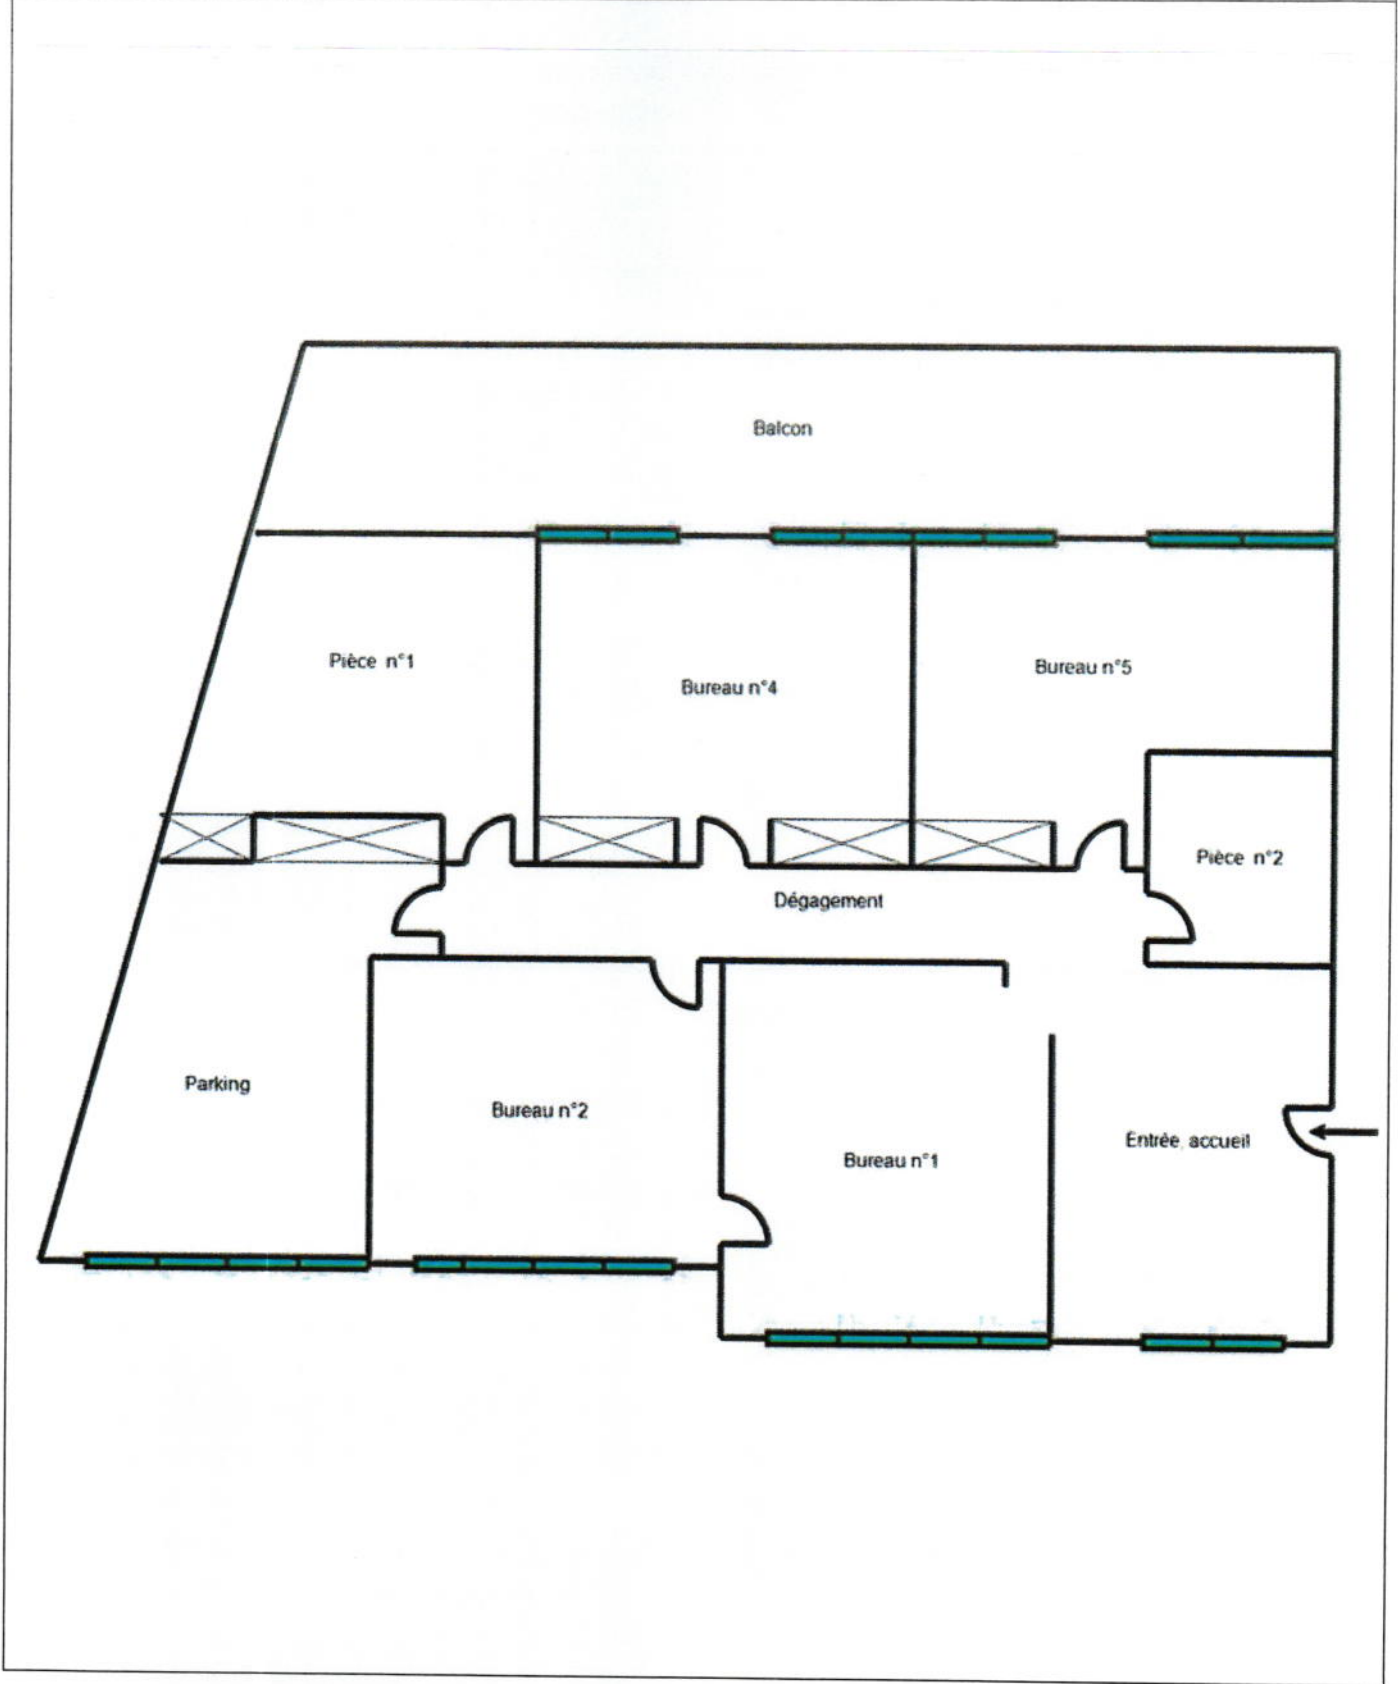 Balcon
Pièce n°1
Bureau n°4
Bureau n°5
Pièce n°2
Dégagement
Parking
Bureau n°2
Bureau n°1
Entrée, accueil